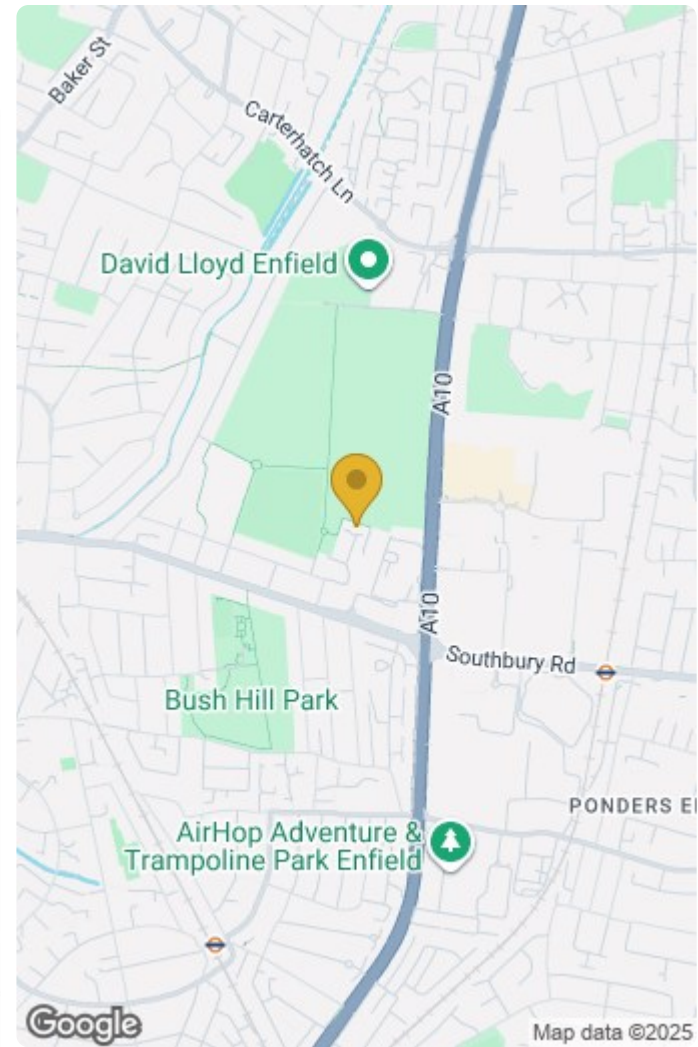 Baker St
Carterhatch Ln
David Lloyd Enfield
A10
A10
Southbury Rd
Bush Hill Park
PONDERS E
AirHop Adventure &
Trampoline Park Enfield
Google
Map data ©2025